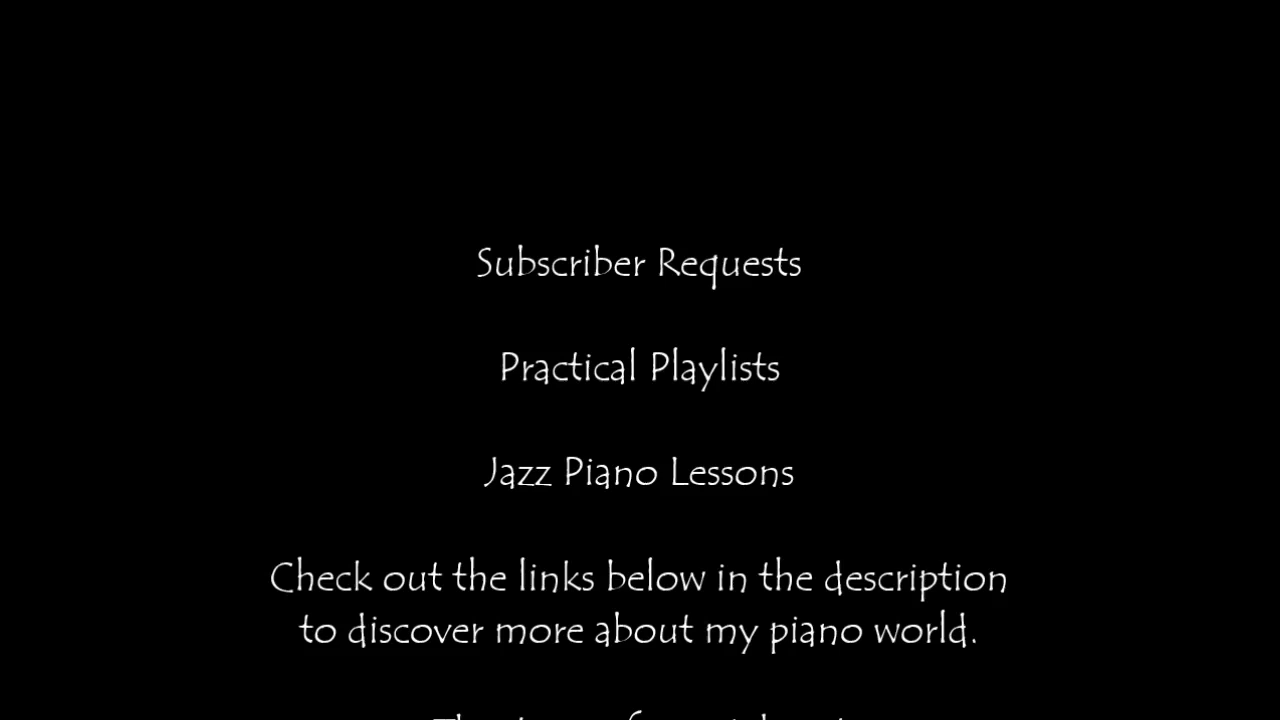 Subscriber Requests
Practical Playlists
Jazz Piano Lessons
Check out the links below in the description
to discover more about my piano world.